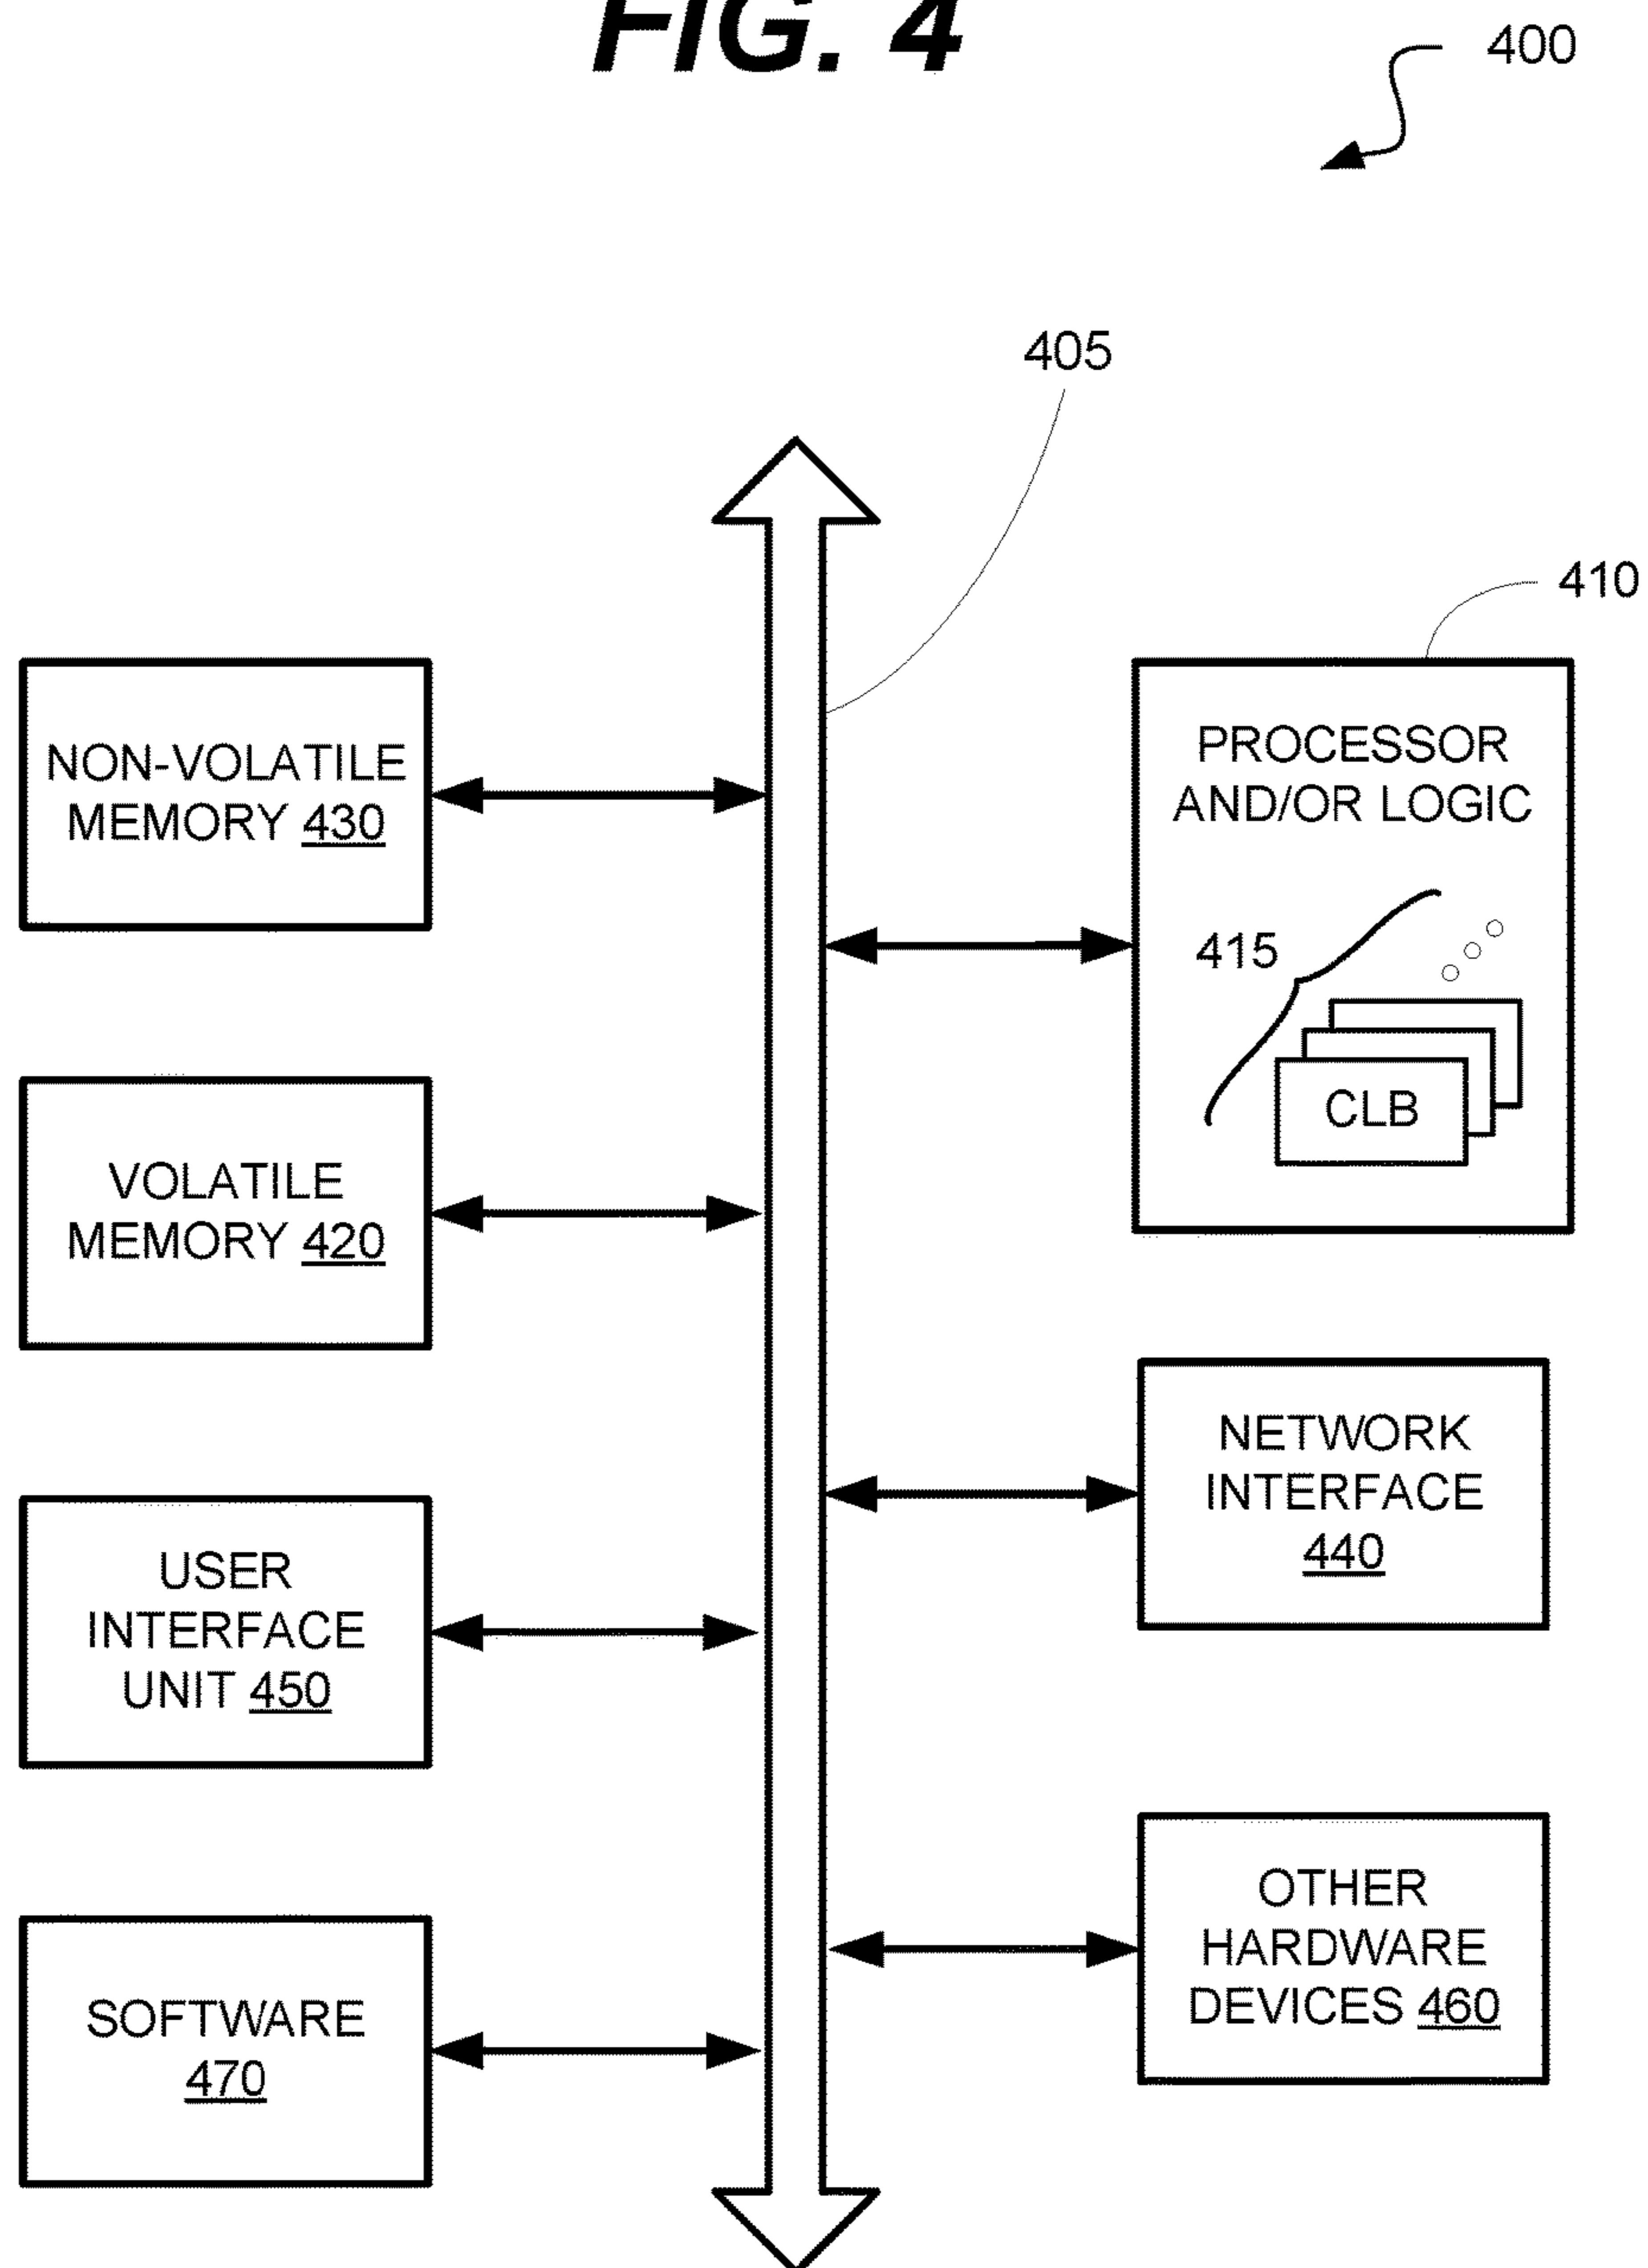 FIG. 4
400
405
410
NON-VOLATILE
MEMORY 430
PROCESSOR
AND/OR LOGIC
415
CLB
VOLATILE
MEMORY 420
NETWORK
INTERFACE
440
USER
INTERFACE
UNIT 450
OTHER
HARDWARE
DEVICES 460
SOFTWARE
470